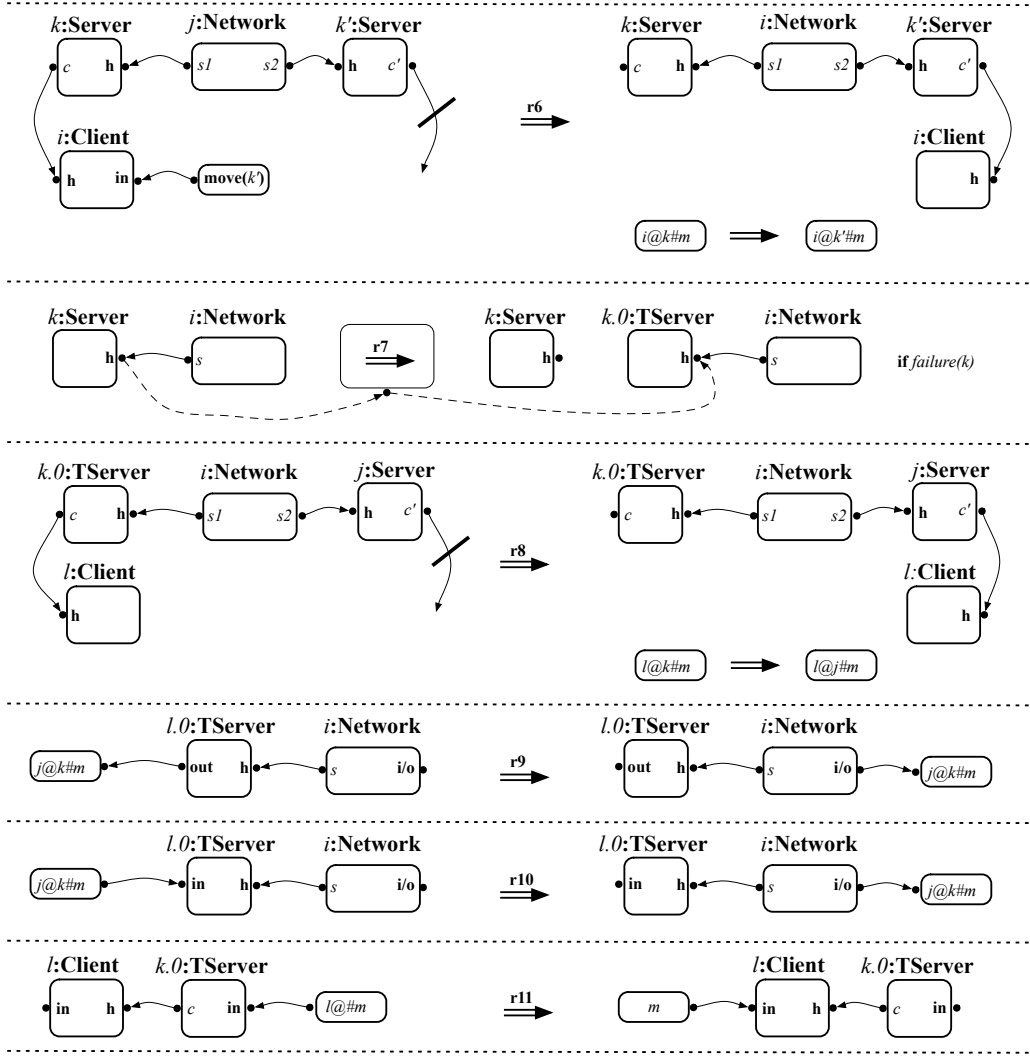 k:Server j:Network k':Server k:Server i:Network k':Server
c h s1 s2 h c' r6 c h s1 s2 h c'
i:Client i:Client
h in move(k') h
i@k#m i@k'#m
k:Server i:Network k:Server k.0:TServer i:Network
h s r7 h h s if failure(k)
k.0:TServer i:Network j:Server k.0:TServer i:Network j:Server
c h s1 s2 h c' r8 c h s1 s2 h c'
l:Client l:Client
h h
l@k#m l@j#m
l.0:TServer i:Network l.0:TServer i:Network
j@k#m out h s i/o r9 out h s i/o j@k#m
l.0:TServer i:Network l.0:TServer i:Network
j@k#m in h s i/o r10 in h s i/o j@k#m
l:Client k.0:TServer l:Client k.0:TServer
in h c in l@#m r11 m in h c in